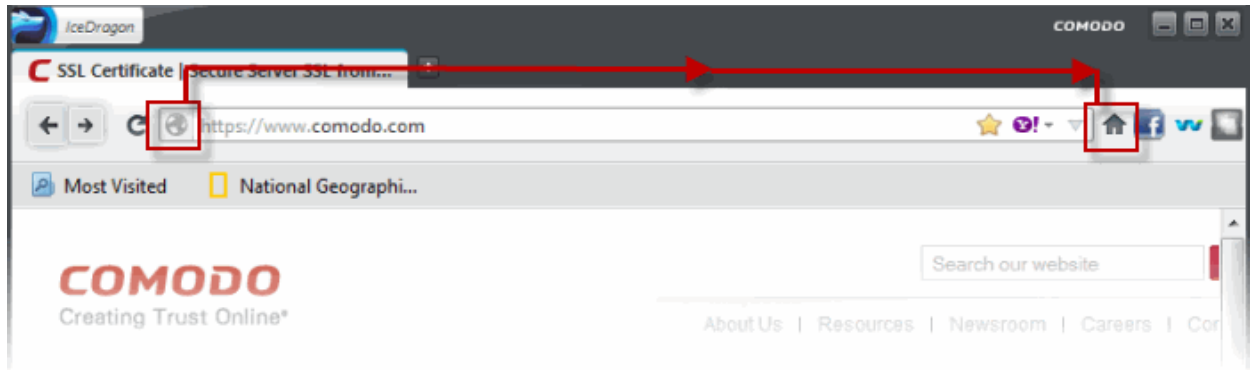 IceDragon
COMODO
SSL Certificate | Secure Server SSL from...
https://www.comodo.com
Most Visited
National Geographi...
Search our website
COMODO
Creating Trust Online*
About Us | Resources | Newsroom | Careers | Con